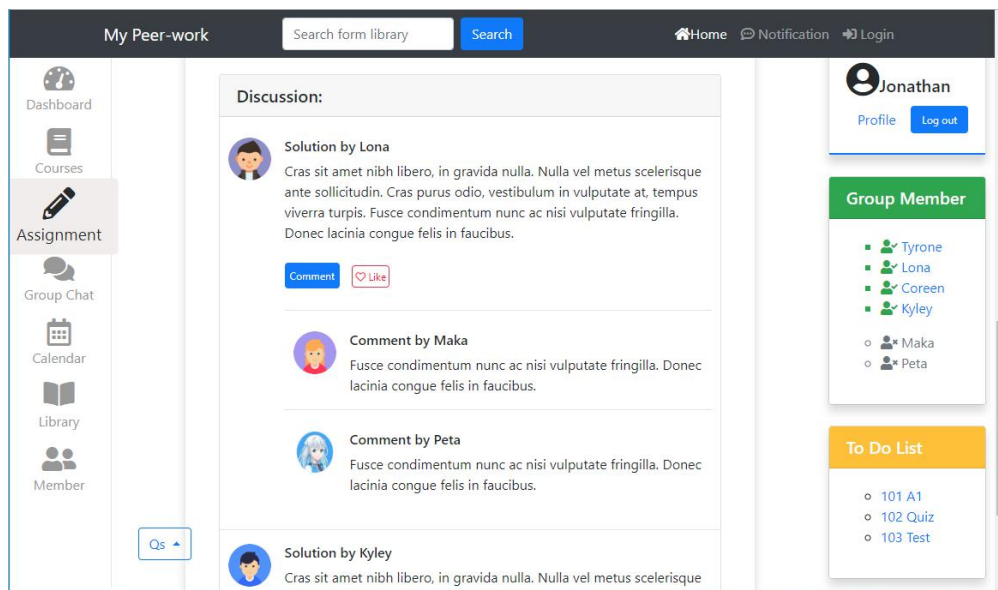 My Peer-work
Search form library
Search
Home
Notification
Login
Dashboard
Courses
Assignment
Group Chat
Calendar
Library
Member
Qs
Discussion:
Solution by Lona
Cras sit amet nibh libero, in gravida nulla. Nulla vel metus scelerisque
ante sollicitudin. Cras purus odio, vestibulum in vulputate at, tempus
viverra turpis. Fusce condimentum nunc ac nisi vulputate fringilla.
Donec lacinia congue felis in faucibus.
Comment
Like
Comment by Maka
Fusce condimentum nunc ac nisi vulputate fringilla. Donec
lacinia congue felis in faucibus.
Comment by Peta
Fusce condimentum nunc ac nisi vulputate fringilla. Donec
lacinia congue felis in faucibus.
Solution by Kyley
Cras sit amet nibh libero, in gravida nulla. Nulla vel metus scelerisque
Jonathan
Profile
Log out
Group Member
Tyrone
Lona
Coreen
Kyley
Maka
Peta
To Do List
101 A1
102 Quiz
103 Test